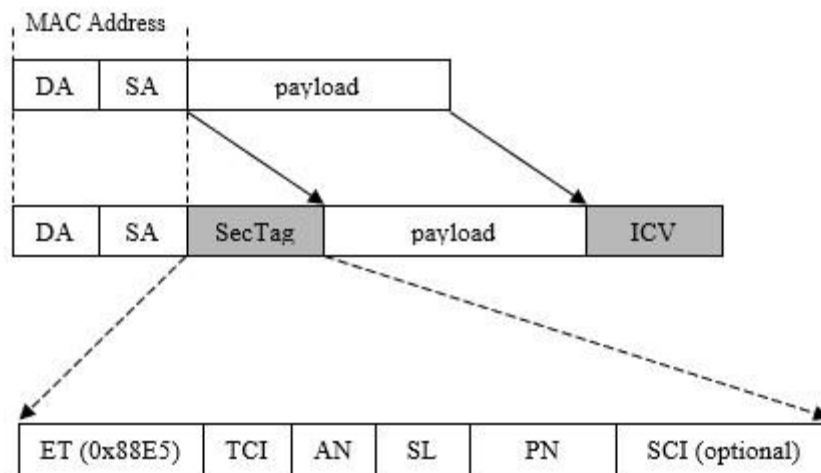 MAC Address
DA SA payload
DA SA SecTag payload ICV
ET (0x88E5) TCI AN SL PN SCI (optional)